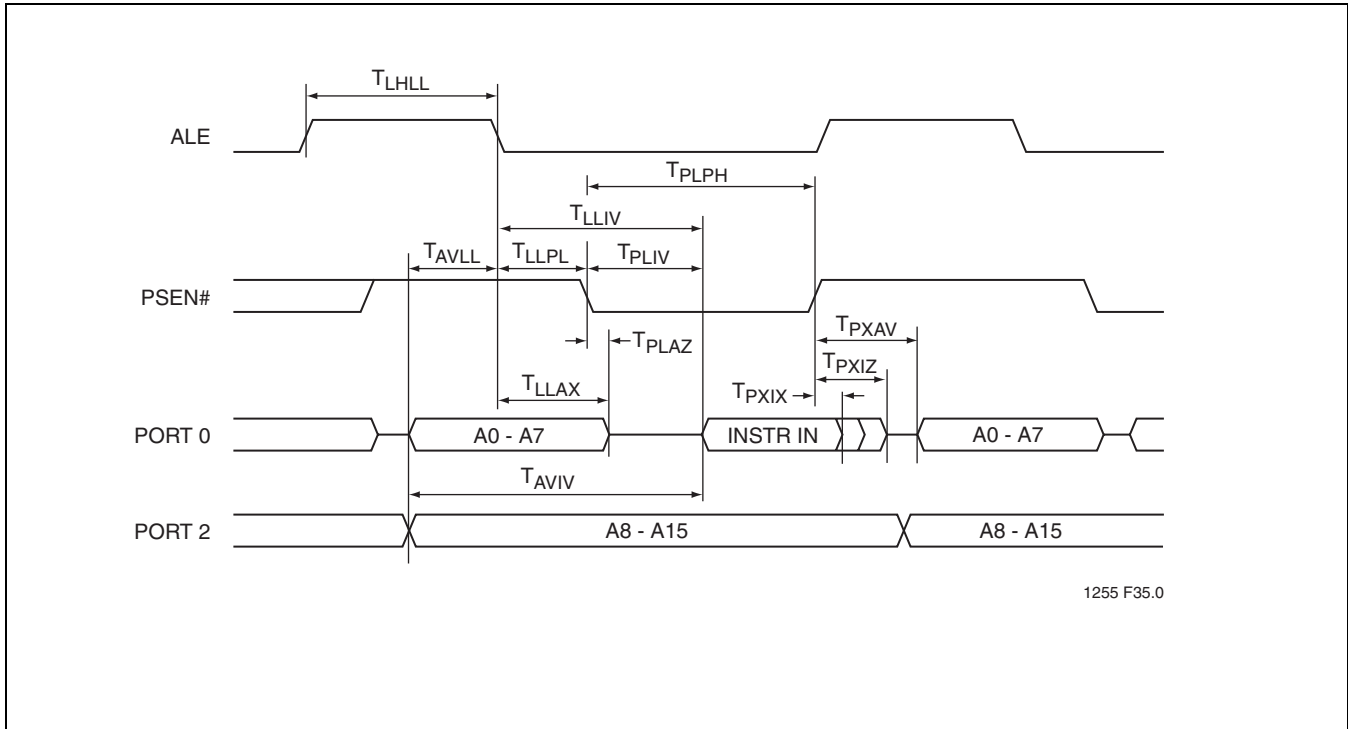 TLHLL
ALE
TPLPH
TLLIV
TAVLL TLLPL TPLIV
PSEN#
TPXAV
TPLAZ
TPXIZ
TLLAX
TPXIX
PORT 0 A0 - A7 INSTR IN A0 - A7
TAVIV
PORT 2 A8 - A15 A8 - A15
1255 F35.0